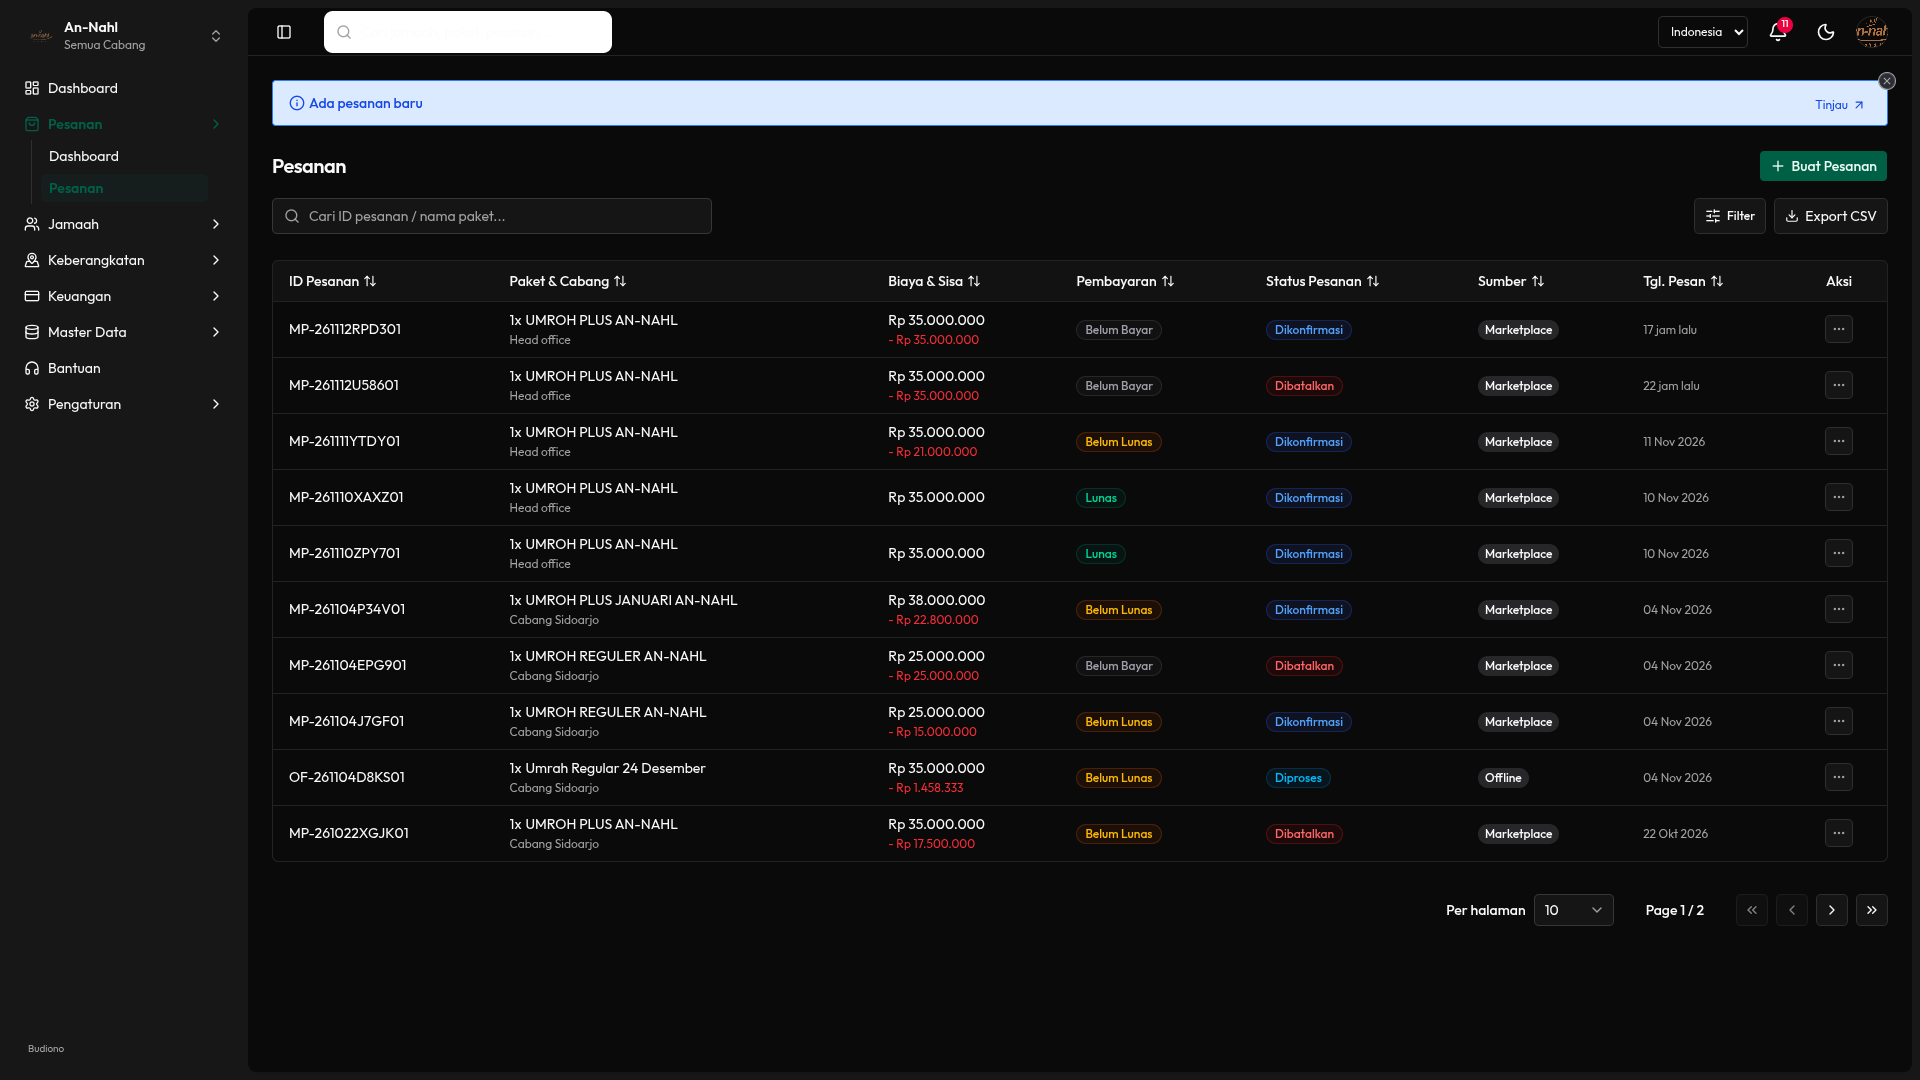 An-Nahl
Semua Cabang
Dashboard
Pesanan
Dashboard
Pesanan
Jamaah
Keberangkatan
Keuangan
Master Data
Bantuan
Pengaturan
Budiono
Indonesia
11
Ada pesanan baru
Tinjau
Pesanan
+ Buat Pesanan
Cari ID pesanan / nama paket...
Filter
Export CSV
ID Pesanan Paket & Cabang Biaya & Sisa Pembayaran Status Pesanan Sumber Tgl. Pesan Aksi
MP-261112RPD301 1x UMROH PLUS AN-NAHL Rp 35.000.000 Belum Bayar Dikonfirmasi Marketplace 17 jam lalu
Head office - Rp 35.000.000
MP-261112U58601 1x UMROH PLUS AN-NAHL Rp 35.000.000 Belum Bayar Dibatalkan Marketplace 22 jam lalu
Head office - Rp 35.000.000
MP-261111YTDY01 1x UMROH PLUS AN-NAHL Rp 35.000.000 Belum Lunas Dikonfirmasi Marketplace 11 Nov 2026
Head office - Rp 21.000.000
MP-261110XAXZ01 1x UMROH PLUS AN-NAHL Rp 35.000.000 Lunas Dikonfirmasi Marketplace 10 Nov 2026
Head office
MP-261110ZPY701 1x UMROH PLUS AN-NAHL Rp 35.000.000 Lunas Dikonfirmasi Marketplace 10 Nov 2026
Head office
MP-261104P34V01 1x UMROH PLUS JANUARI AN-NAHL Rp 38.000.000 Belum Lunas Dikonfirmasi Marketplace 04 Nov 2026
Cabang Sidoarjo - Rp 22.800.000
MP-261104EPG901 1x UMROH REGULER AN-NAHL Rp 25.000.000 Belum Bayar Dibatalkan Marketplace 04 Nov 2026
Cabang Sidoarjo - Rp 25.000.000
MP-261104J7GF01 1x UMROH REGULER AN-NAHL Rp 25.000.000 Belum Lunas Dikonfirmasi Marketplace 04 Nov 2026
Cabang Sidoarjo - Rp 15.000.000
OF-261104D8KS01 1x Umrah Regular 24 Desember Rp 35.000.000 Belum Lunas Diproses Offline 04 Nov 2026
Cabang Sidoarjo - Rp 1.458.333
MP-261022XGJK01 1x UMROH PLUS AN-NAHL Rp 35.000.000 Belum Lunas Dibatalkan Marketplace 22 Okt 2026
Cabang Sidoarjo - Rp 17.500.000
Per halaman 10 Page 1 / 2